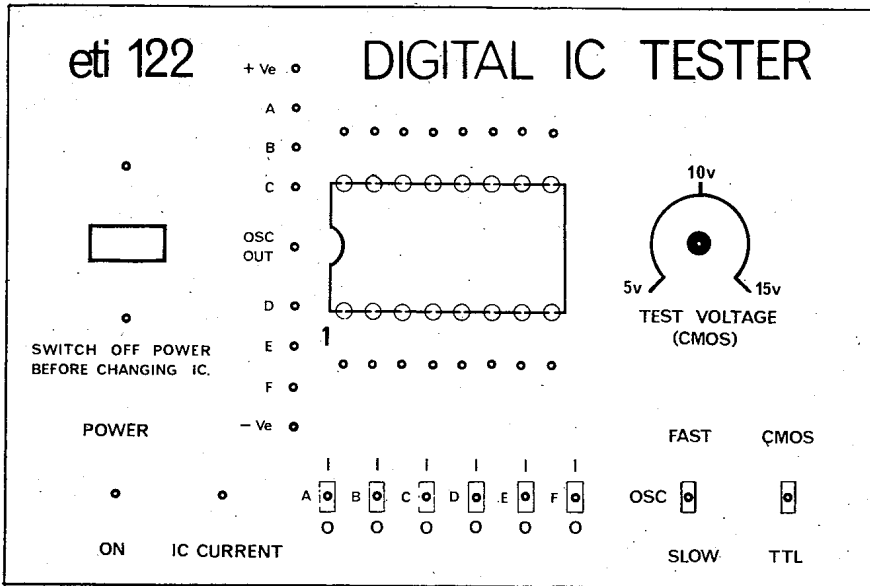 eti 122
DIGITAL IC TESTER
+ Ve
A
B
C
OSC
OUT
D
E
F
– Ve
1
10v
5v
15v
TEST VOLTAGE
(CMOS)
SWITCH OFF POWER
BEFORE CHANGING IC.
POWER
ON
IC CURRENT
I I I I I I
A B C D E F
O O O O O O
FAST
OSC
SLOW
CMOS
TTL